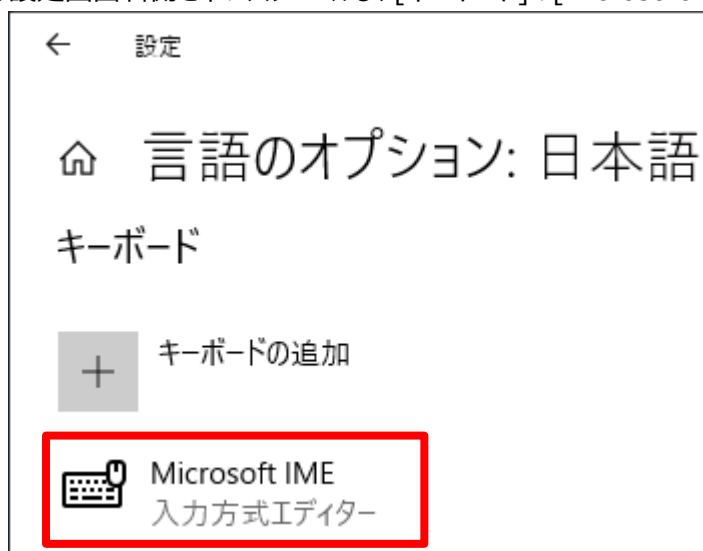 ← 設定
言語のオプション: 日本語
キーボード
キーボードの追加
Microsoft IME
入力方式エディター